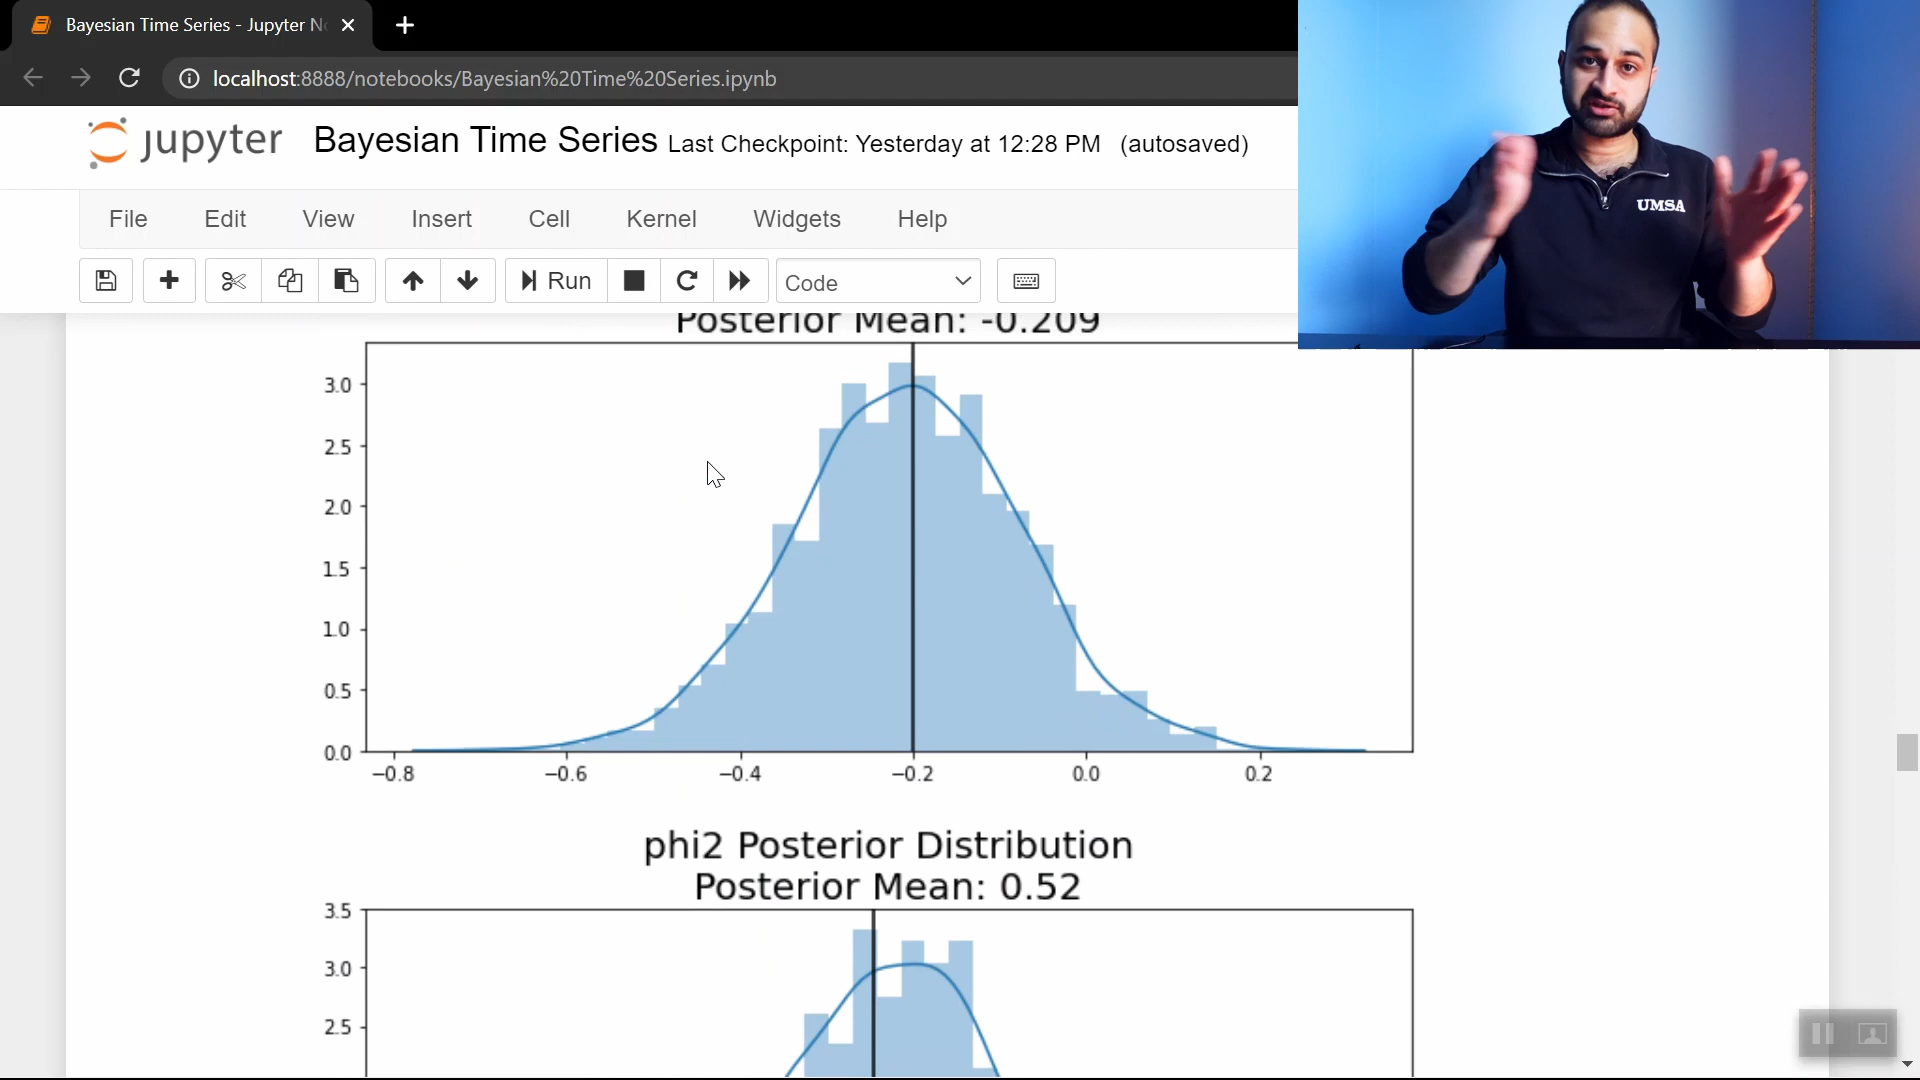 Bayesian Time Series - Jupyter No
localhost:8888/notebooks/Bayesian%20Time%20Series.ipynb
jupyter Bayesian Time Series Last Checkpoint: Yesterday at 12:28 PM (autosaved)
UMSA
File Edit View Insert Cell Kernel Widgets Help
Run Code
Posterior Mean: -0.209
3.0
2.5
2.0
1.5
1.0
0.5
0.0
−0.8 −0.6 −0.4 −0.2 0.0 0.2
phi2 Posterior Distribution
Posterior Mean: 0.52
3.5
3.0
2.5